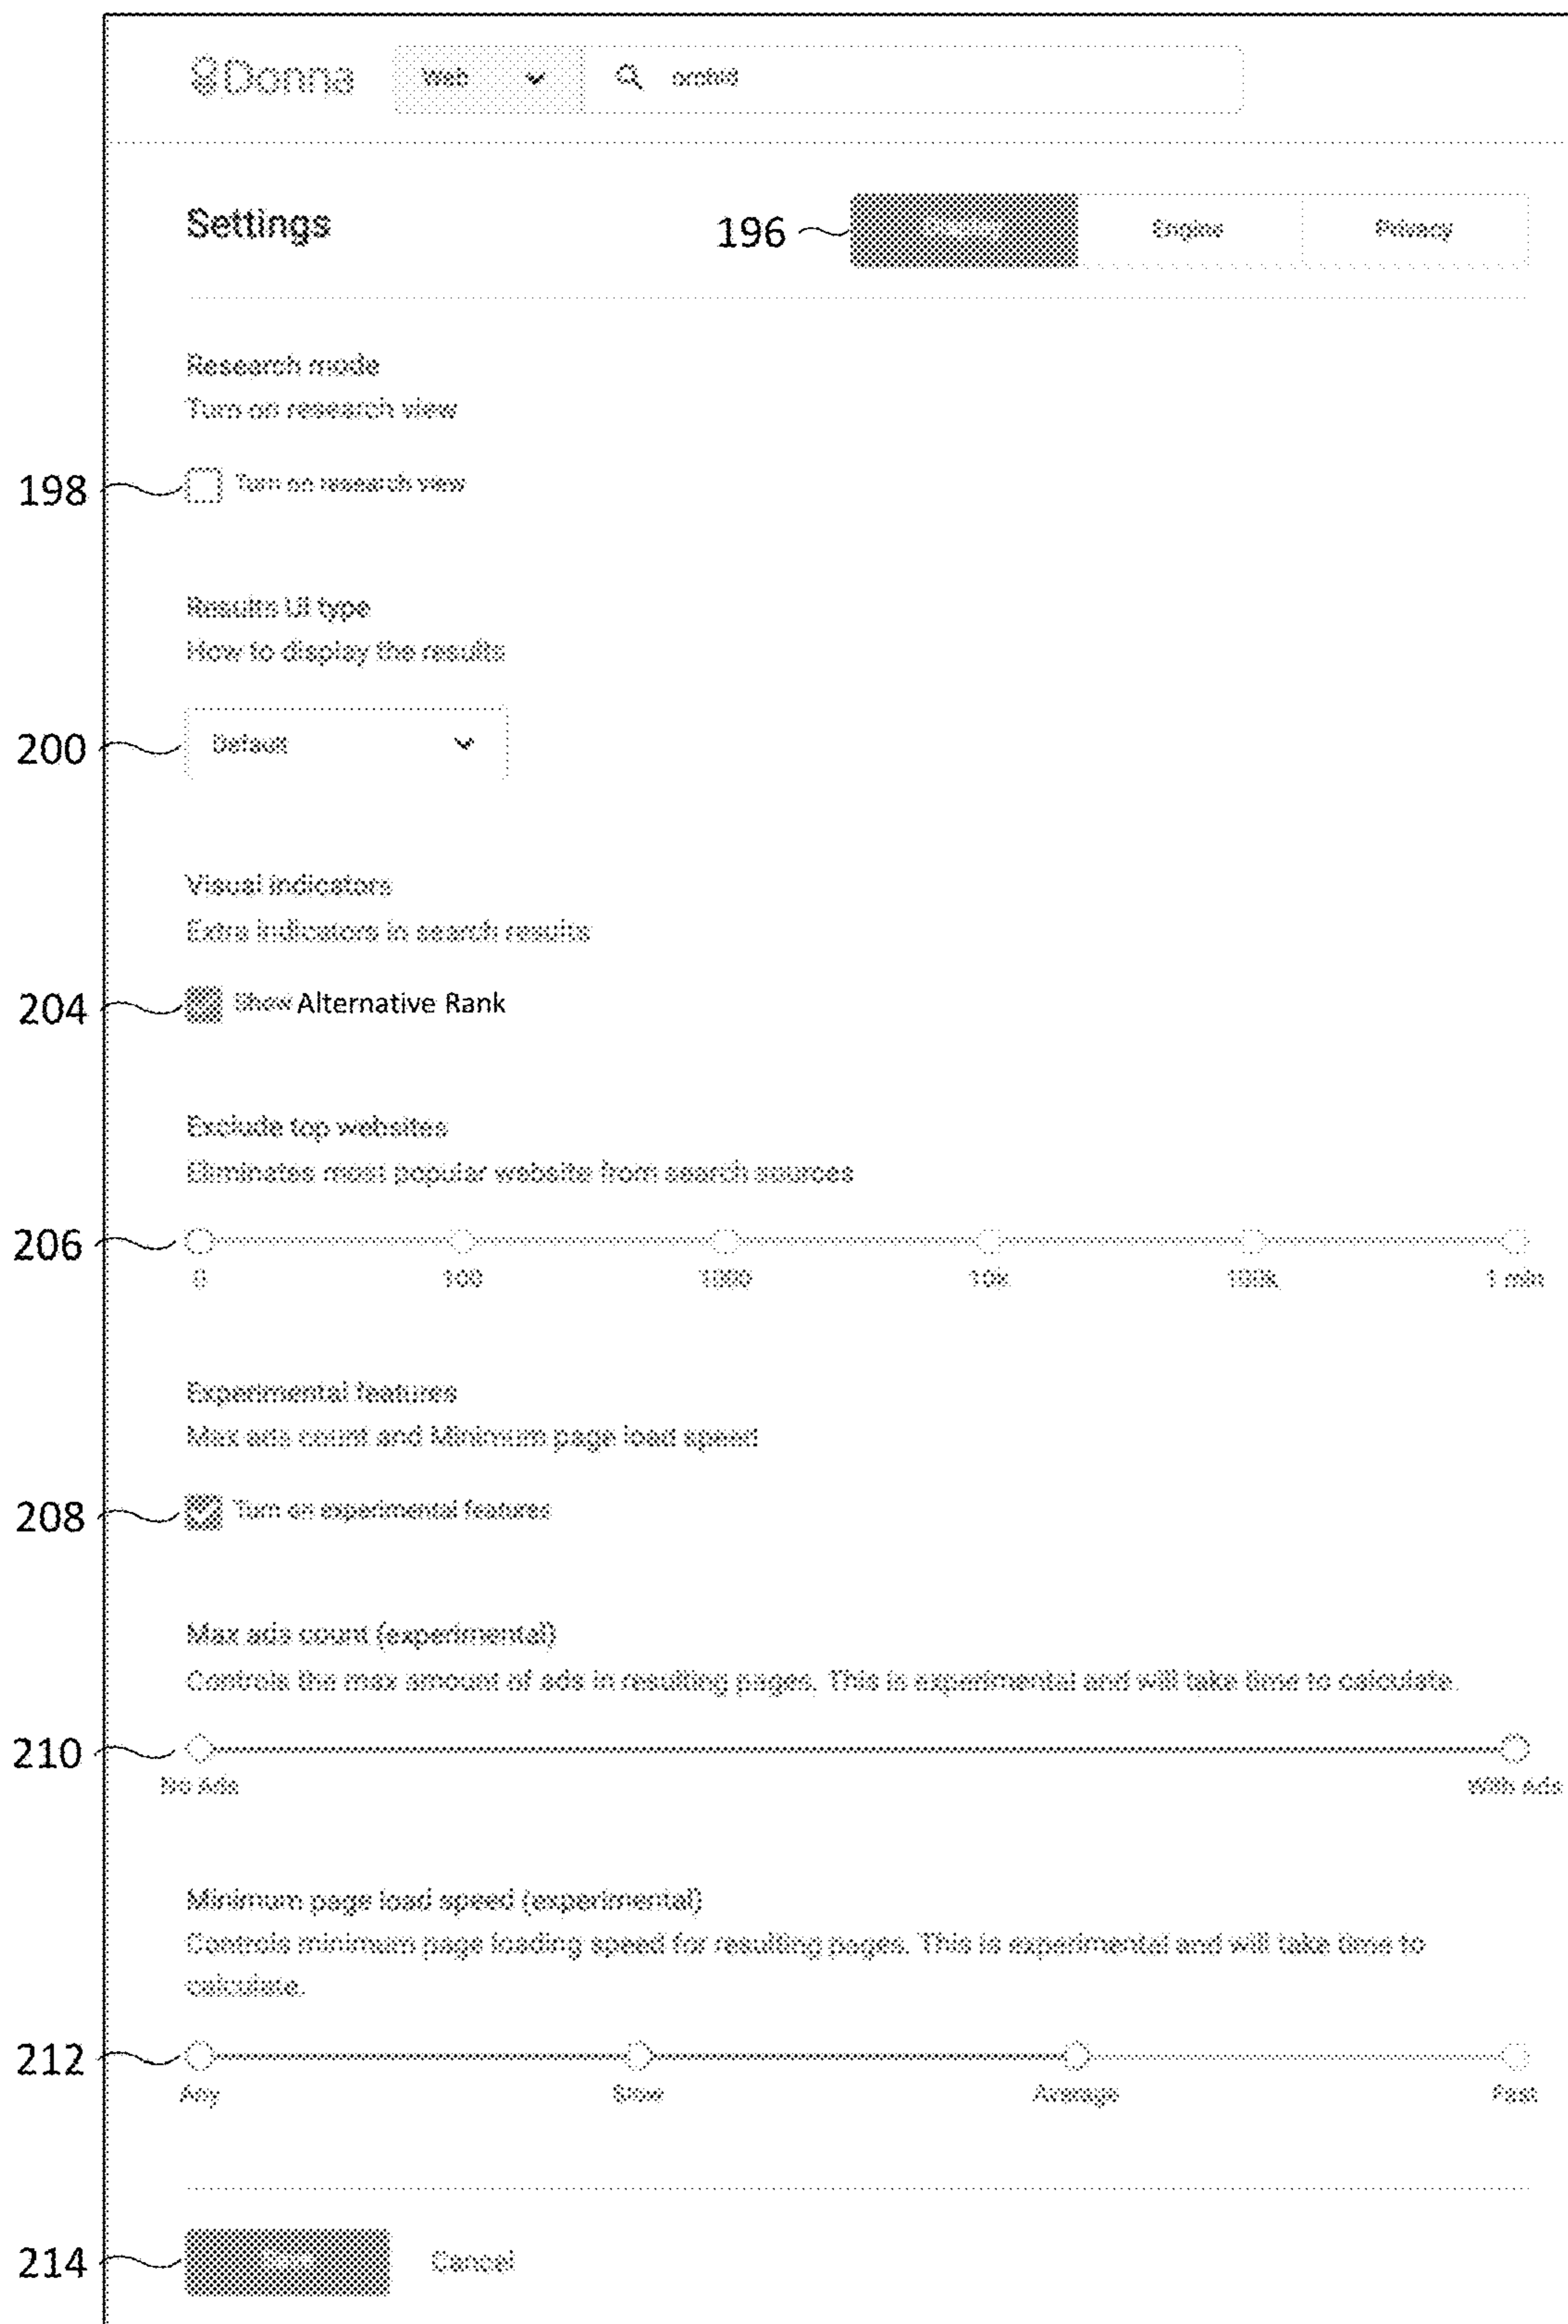 Donna Web orchid
Settings
196 Engine Privacy
Research mode
Turn on research view
198 Turn on research view
Results UI type
How to display the results
200 Default
Visual indicators
Extra indicators in search results
204 Show Alternative Rank
Exclude top websites
Eliminates most popular website from search sources
206
0 100 1000 10k 100k 1 mln
Experimental features
Max ads count and Minimum page load speed
208 Turn on experimental features
Max ads count (experimental)
Controls the max amount of ads in resulting pages. This is experimental and will take time to calculate.
210
No Ads With Ads
Minimum page load speed (experimental)
Controls minimum page loading speed for resulting pages. This is experimental and will take time to
calculate.
212
Any Slow Average Fast
214 Cancel